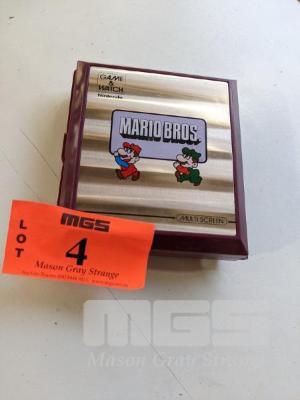 GAME &
WATCH
Nintendo
MARIO BROS.
MULTI SCREEN
MGS
LOT
4
Mason Gray Strange
MGS
Mason Gray Strange